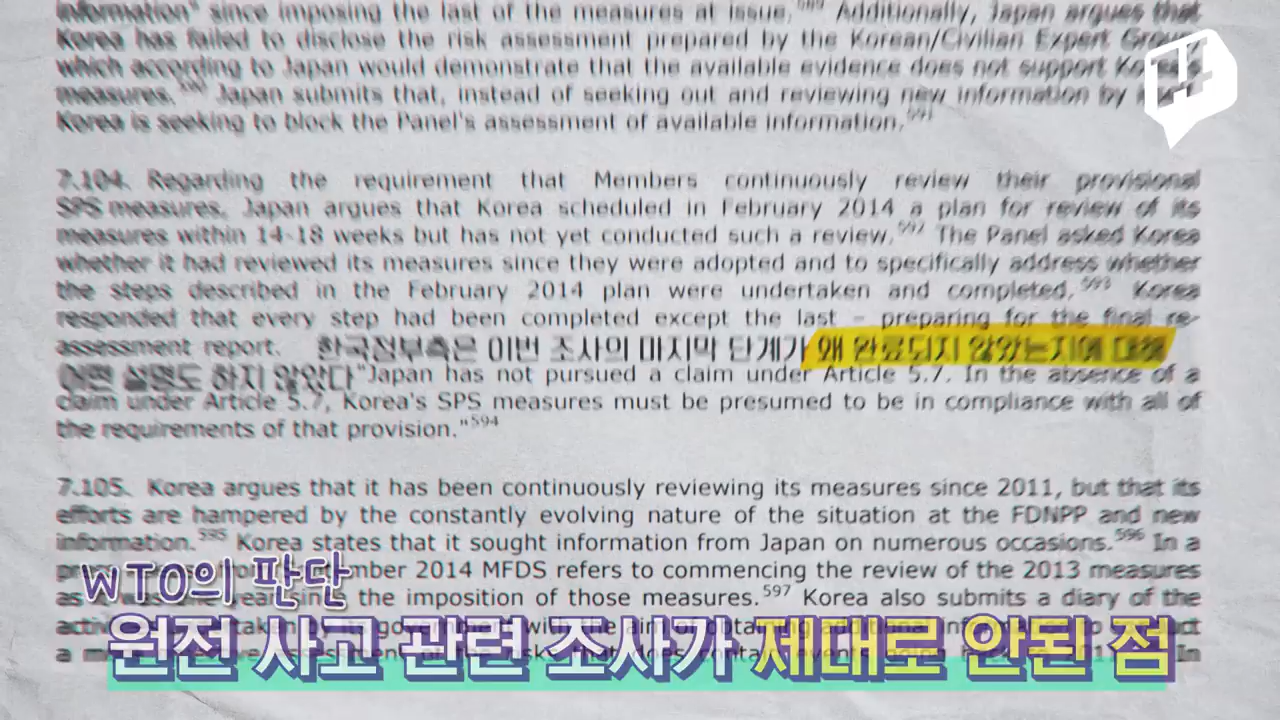 information" since imposing the last of the measures at issue.589 Additionally, Japan argues that
Korea has failed to disclose the risk assessment prepared by the Korean/Civilian Expert Group,
which according to Japan would demonstrate that the available evidence does not support Korea's
measures.590 Japan submits that, instead of seeking out and reviewing new information by
Korea is seeking to block the Panel's assessment of available information.591
7.104. Regarding the requirement that Members continuously review their provisional
SPS measures, Japan argues that Korea scheduled in February 2014 a plan for review of its
measures within 14-18 weeks but has not yet conducted such a review.592 The Panel asked Korea
whether it had reviewed its measures since they were adopted and to specifically address whether
the steps described in the February 2014 plan were undertaken and completed.593 Korea
responded that every step had been completed except the last – preparing for the final re-
assessment report. 한국정부측은 이번 조사의 마지막 단계가 왜 완료되지 않았는지에 대해
어떤 설명도 하지 않았다 "Japan has not pursued a claim under Article 5.7. In the absence of a
claim under Article 5.7, Korea's SPS measures must be presumed to be in compliance with all of
the requirements of that provision."594
7.105. Korea argues that it has been continuously reviewing its measures since 2011, but that its
efforts are hampered by the constantly evolving nature of the situation at the FDNPP and new
information.595 Korea states that it sought information from Japan on numerous occasions.596 In a
2014 MFDS refers to commencing the review of the 2013 measures
the imposition of those measures.597 Korea also submits a diary of the
WTO의 판단
원전 사고 관련 조사가 제대로 안된 점